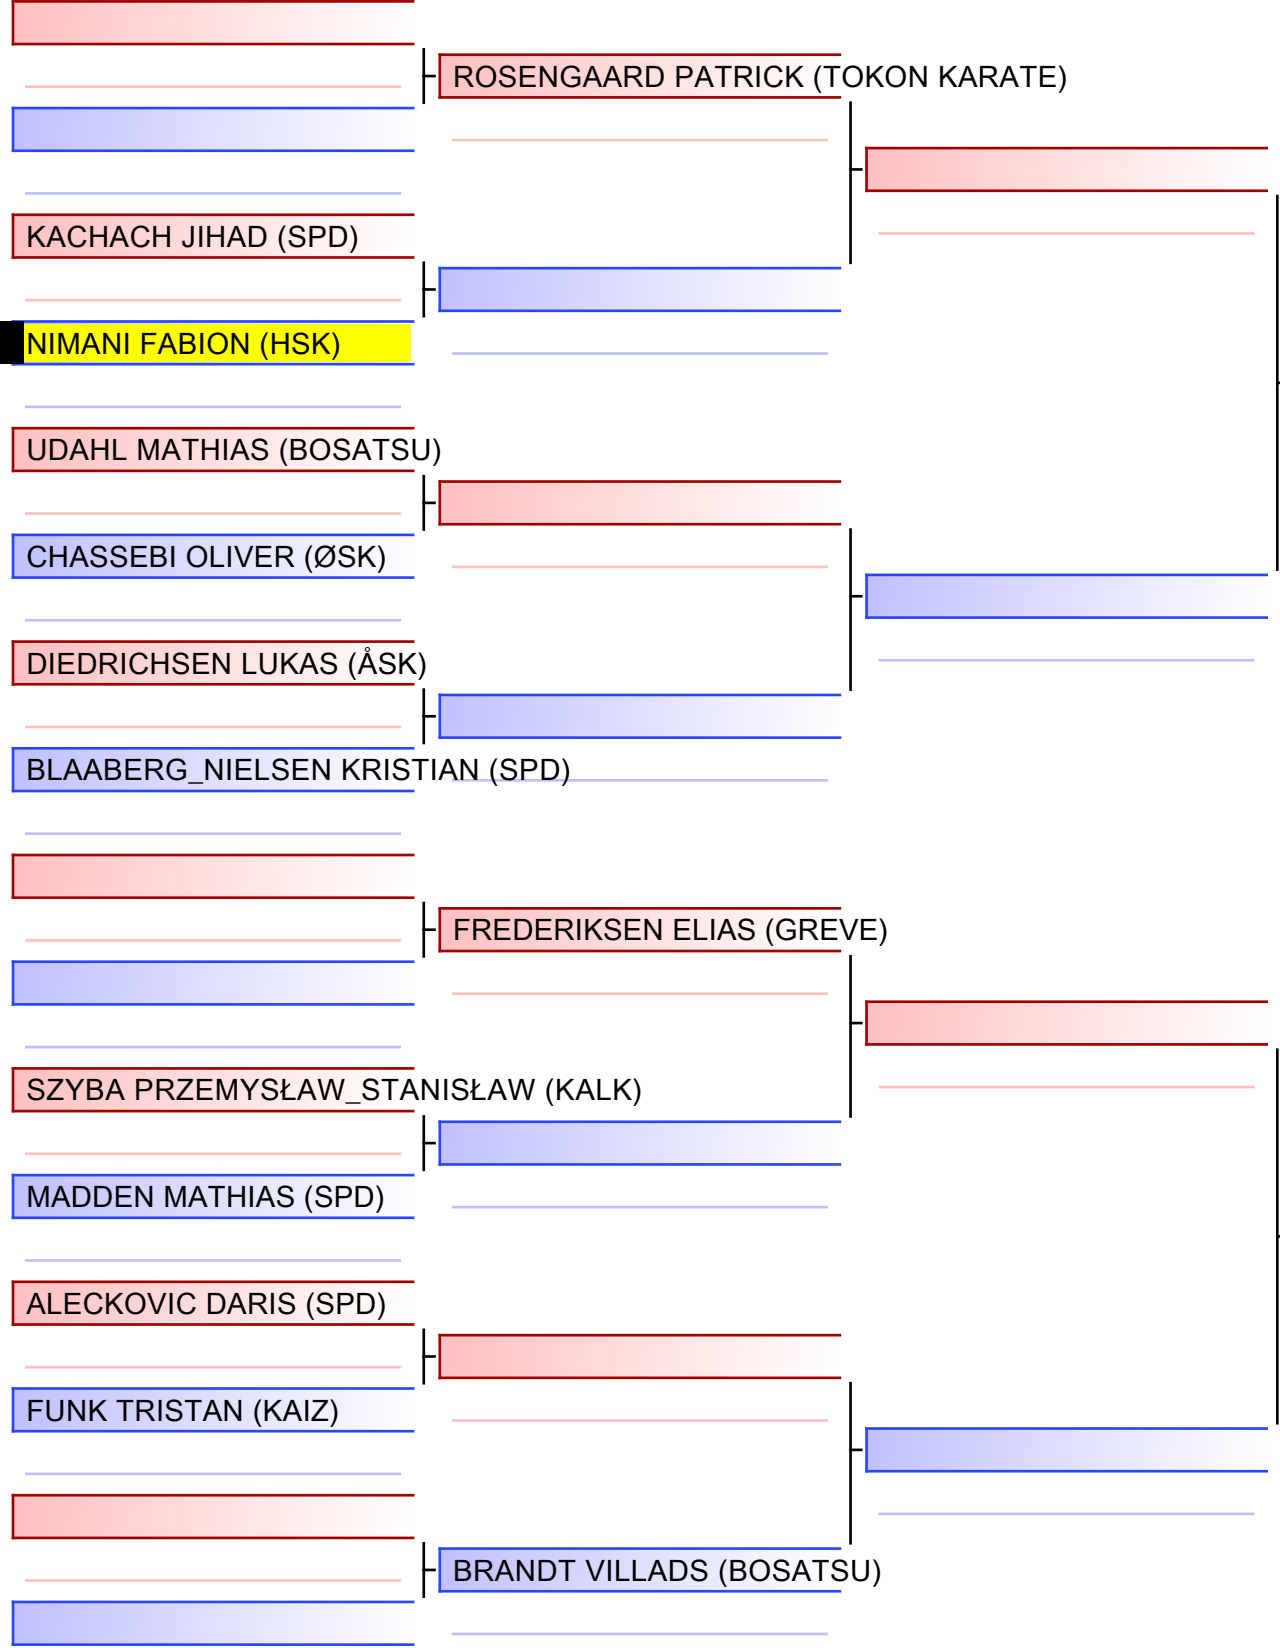 ROSENGAARD PATRICK (TOKON KARATE)
KACHACH JIHAD (SPD)
NIMANI FABION (HSK)
UDAHL MATHIAS (BOSATSU)
CHASSEBI OLIVER (ØSK)
DIEDRICHSEN LUKAS (ÅSK)
BLAABERG_NIELSEN KRISTIAN (SPD)
FREDERIKSEN ELIAS (GREVE)
SZYBA PRZEMYSŁAW_STANISŁAW (KALK)
MADDEN MATHIAS (SPD)
ALECKOVIC DARIS (SPD)
FUNK TRISTAN (KAIZ)
BRANDT VILLADS (BOSATSU)